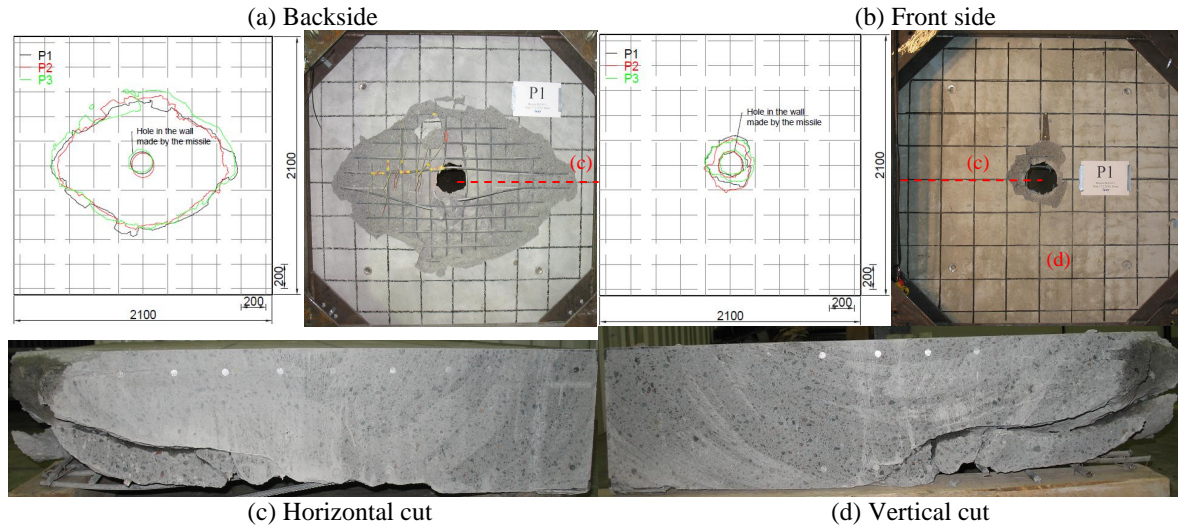 (a) Backside
(b) Front side
P1
P2
P3
Hole in the wall
made by the missile
2100
200
200
2100
P1
(c)
P1
P2
P3
Hole in the wall
made by the missile
2100
200
200
2100
(c)
P1
(d)
(c) Horizontal cut
(d) Vertical cut